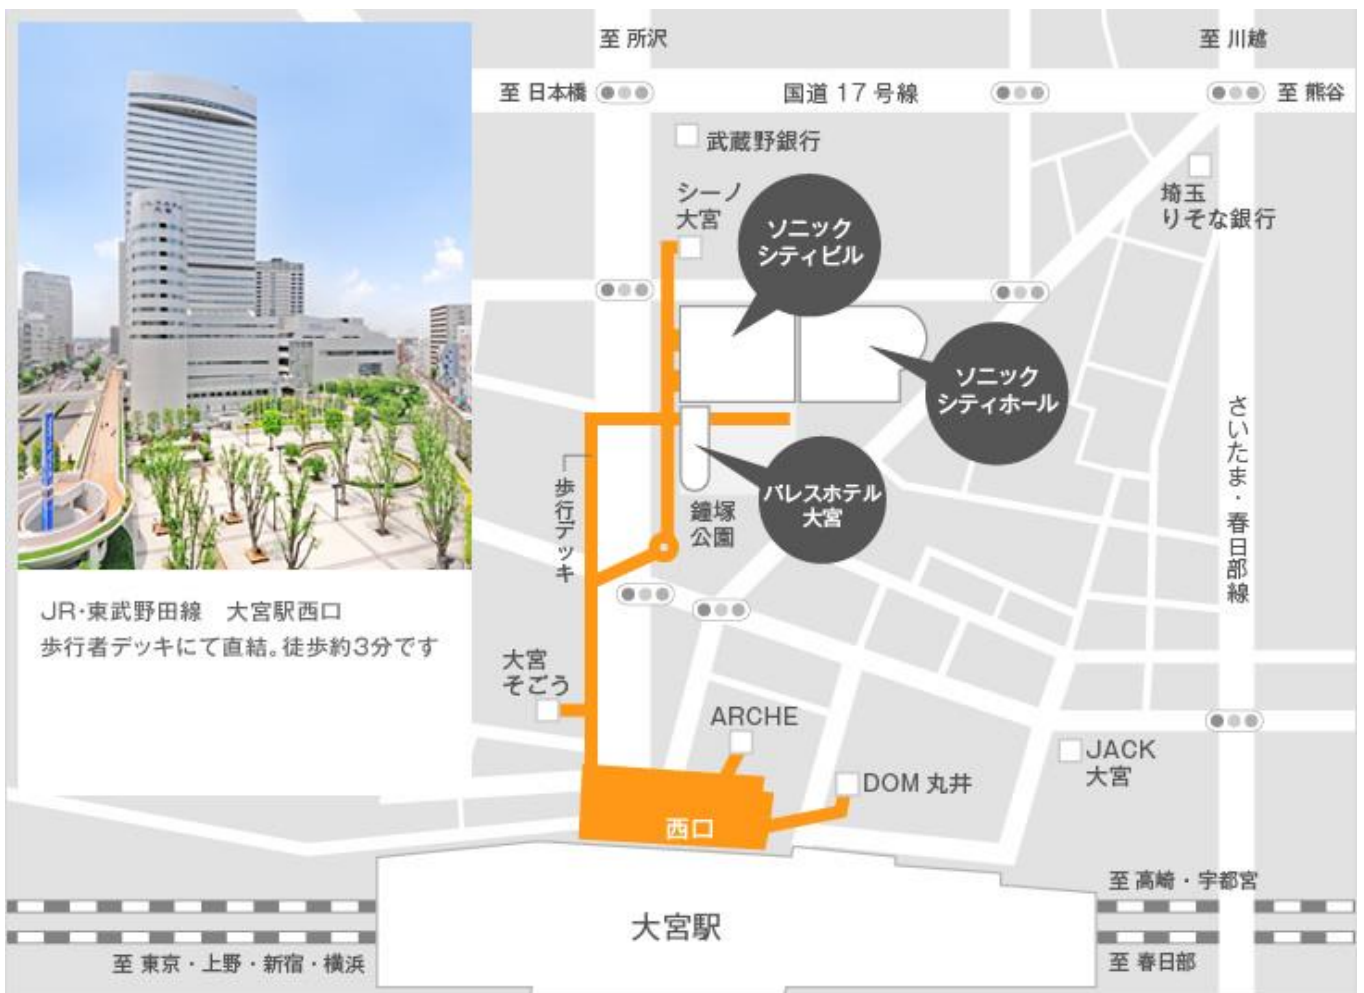 至 所沢
至 川越
至 日本橋
国道 17 号線
至 熊谷
武蔵野銀行
シーノ
大宮
埼玉
りそな銀行
ソニック
シティビル
ソニック
シティホール
パレスホテル
大宮
さいたま・春日部線
歩行デッキ
鐘塚
公園
JR・東武野田線 大宮駅西口
歩行者デッキにて直結。徒歩約3分です
大宮
そごう
ARCHE
JACK
大宮
DOM 丸井
西口
大宮駅
至 高崎・宇都宮
至 東京・上野・新宿・横浜
至 春日部